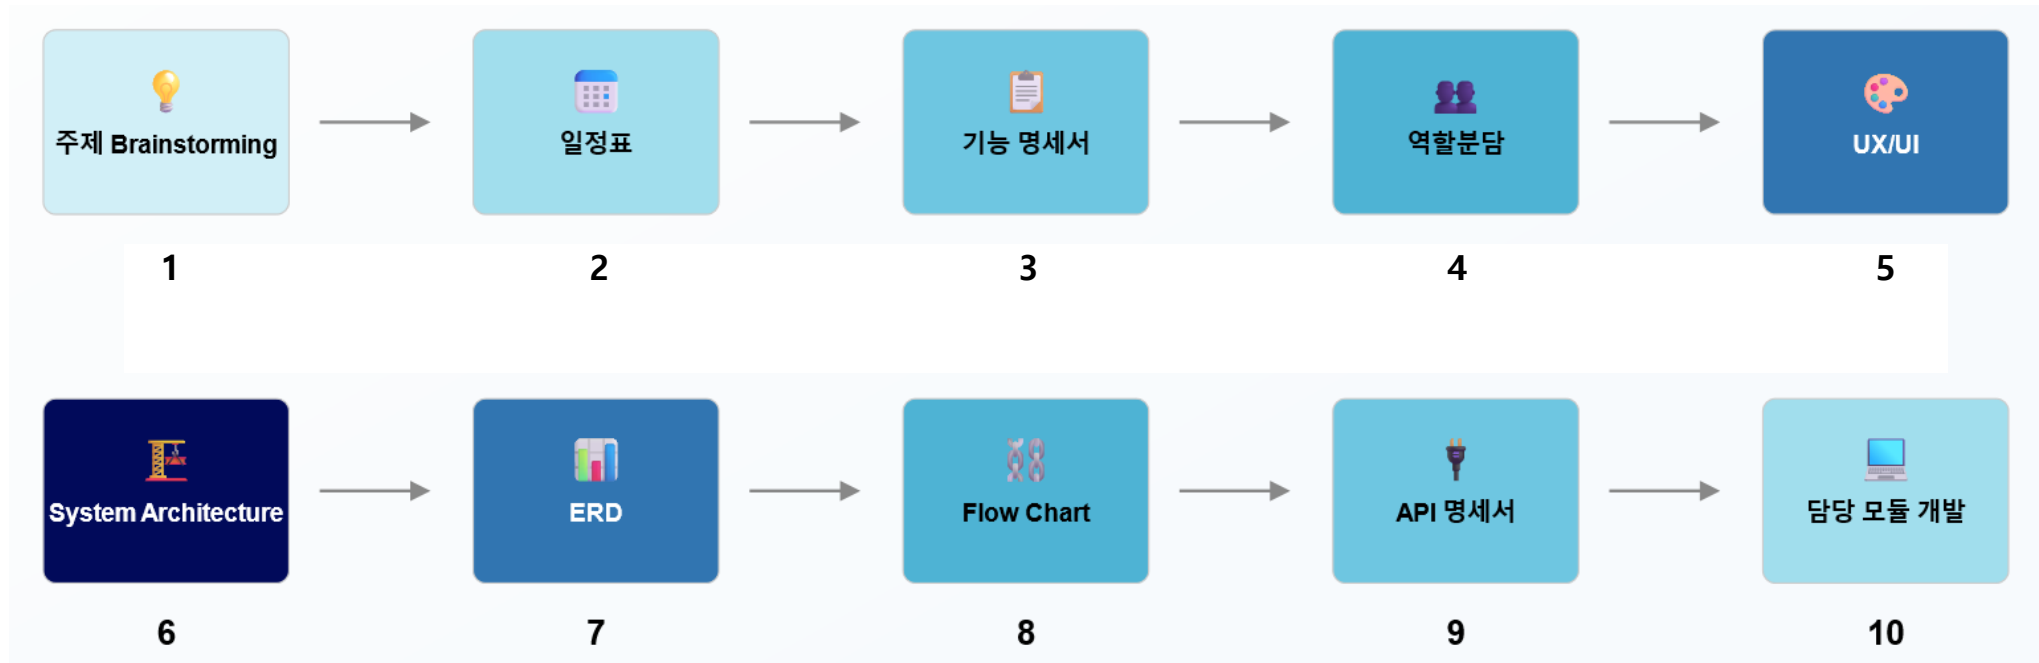 주제 Brainstorming
일정표
기능 명세서
역할분담
UX/UI
1
2
3
4
5
System Architecture
ERD
Flow Chart
API 명세서
담당 모듈 개발
6
7
8
9
10